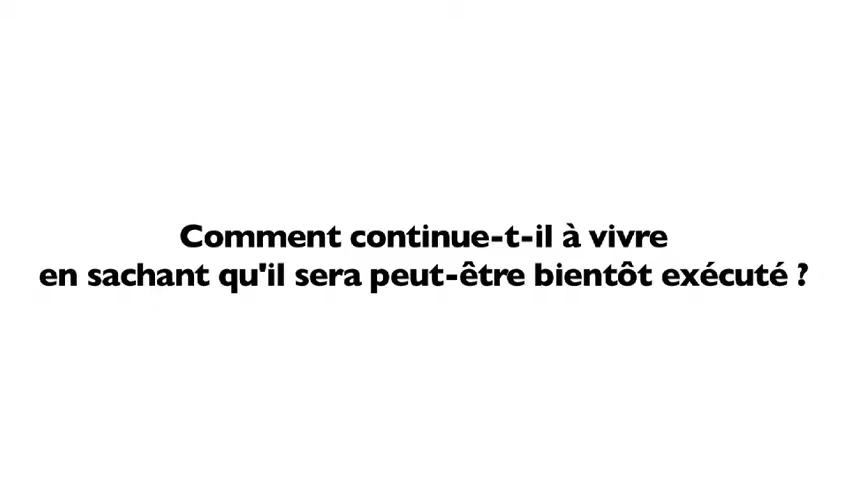 Comment continue-t-il à vivre
en sachant qu'il sera peut-être bientôt exécuté ?